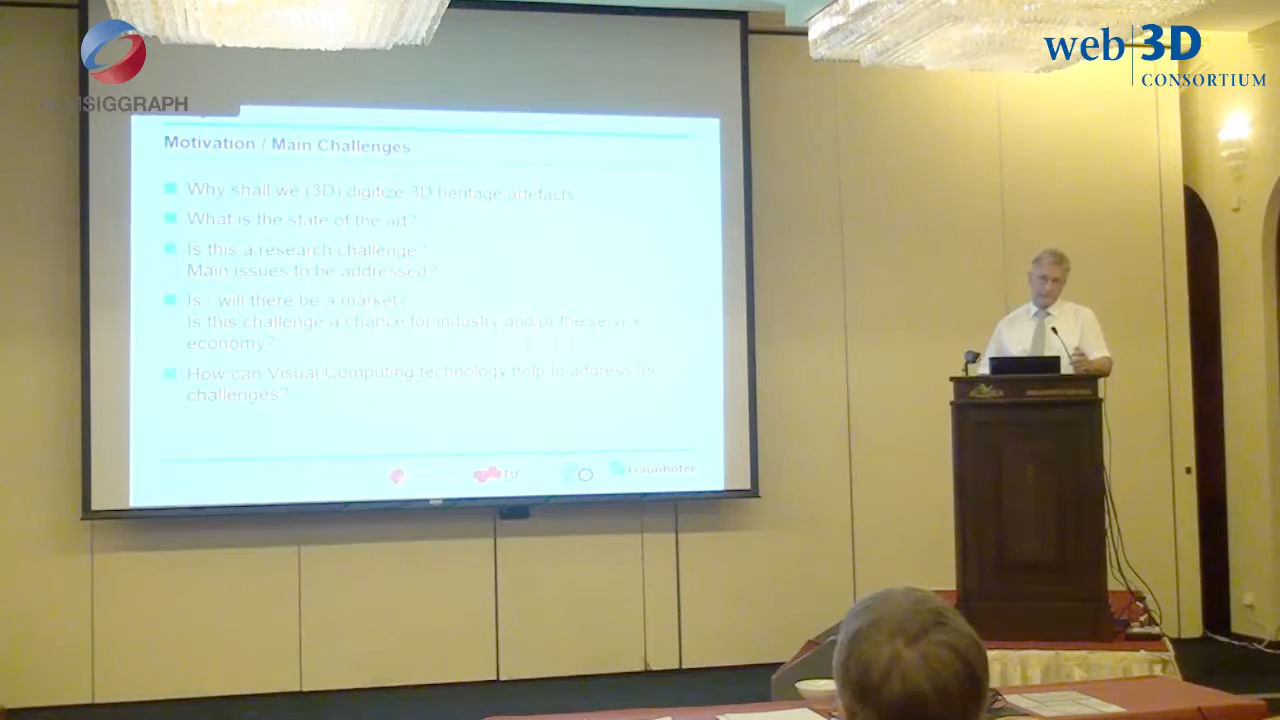 web 3D
CONSORTIUM
SIGGRAPH
Motivation / Main Challenges
Why shall we (3D) digitize 3D heritage artefacts
What is the state of the art?
Is this a research challenge?
Main issues to be addressed?
Is / will there be a market?
Is this challenge a chance for industry and/or the service
economy?
How can Visual Computing technology help to address the
challenges?
TU
Fraunhofer